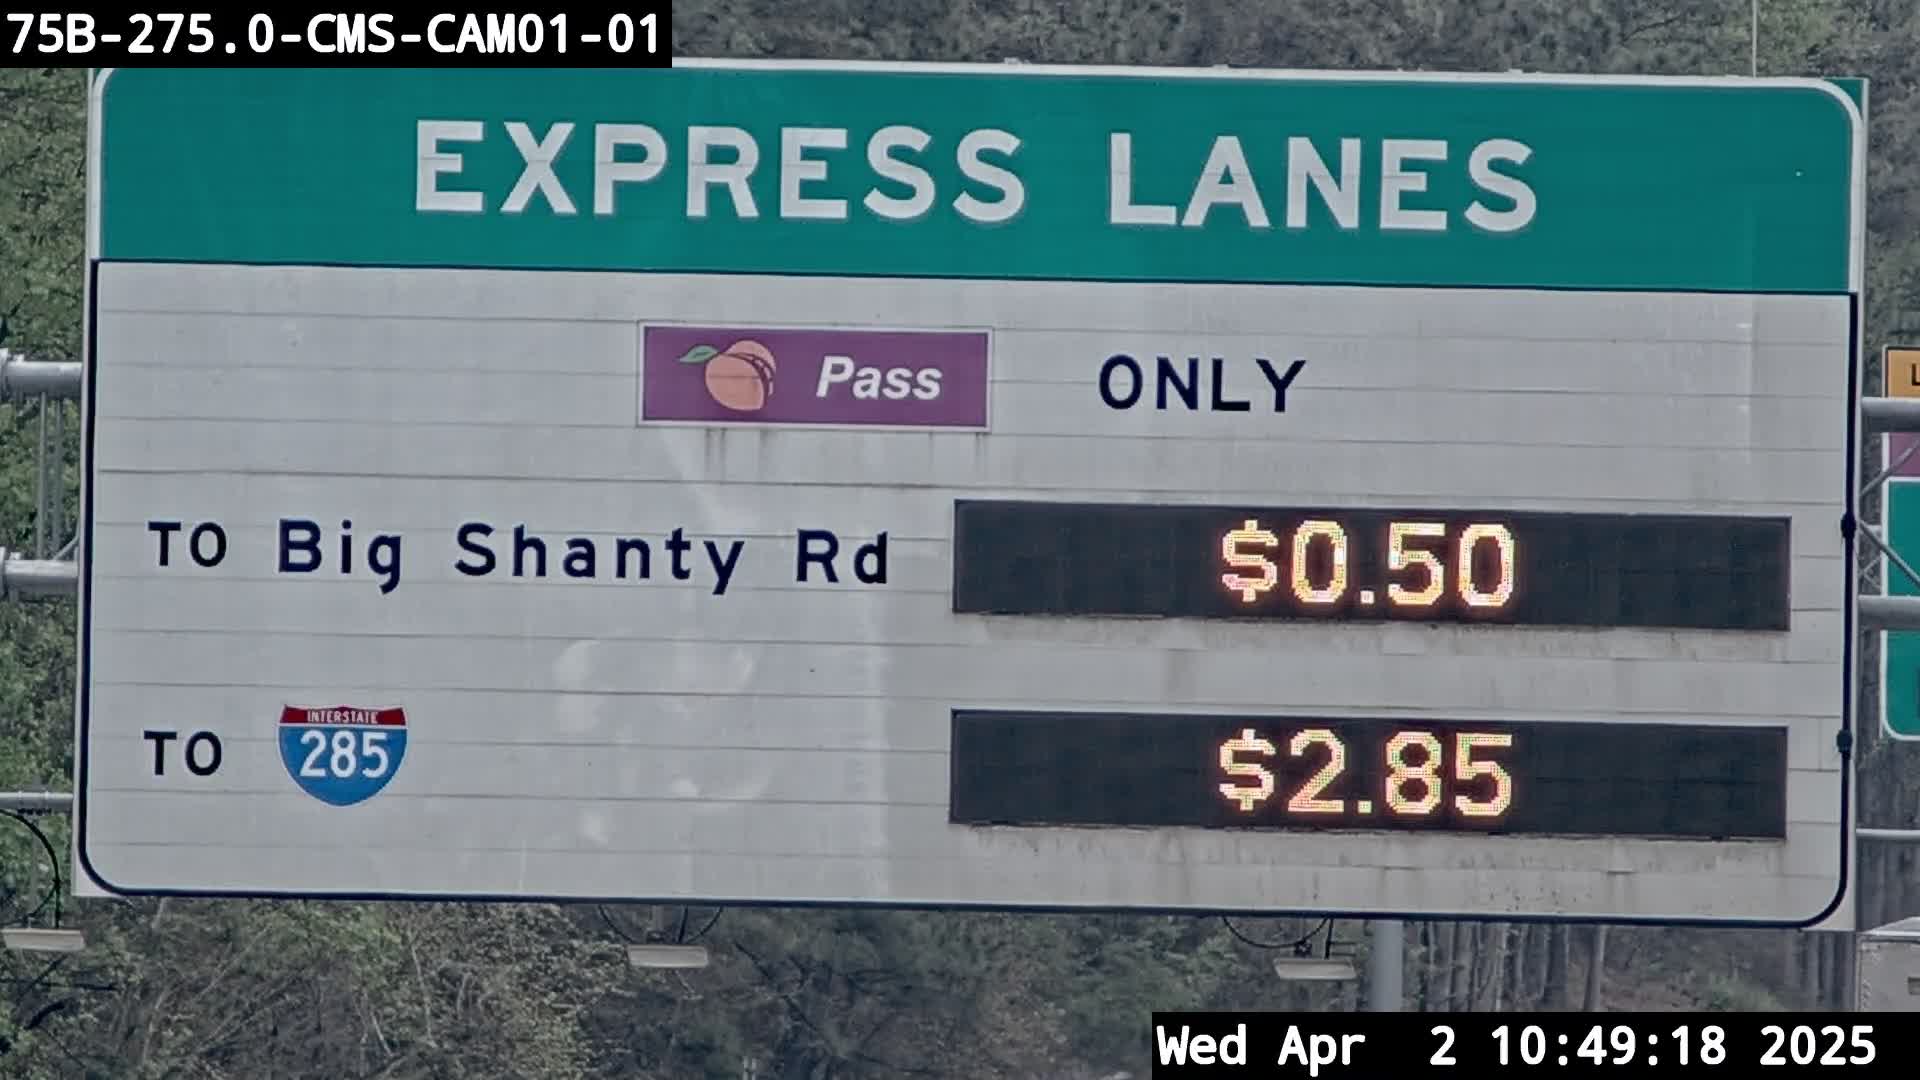 75B-275.0-CMS-CAM01-01
EXPRESS LANES
Pass ONLY
TO Big Shanty Rd $0.50
TO INTERSTATE 285 $2.85
Wed Apr 2 10:49:18 2025